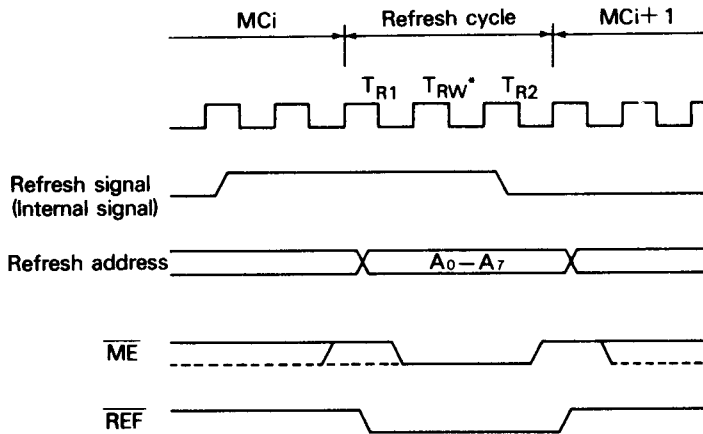 MCi Refresh cycle MCi+1
TR1 TRW* TR2
Refresh signal
(Internal signal)
Refresh address A0–A7
ME
REF